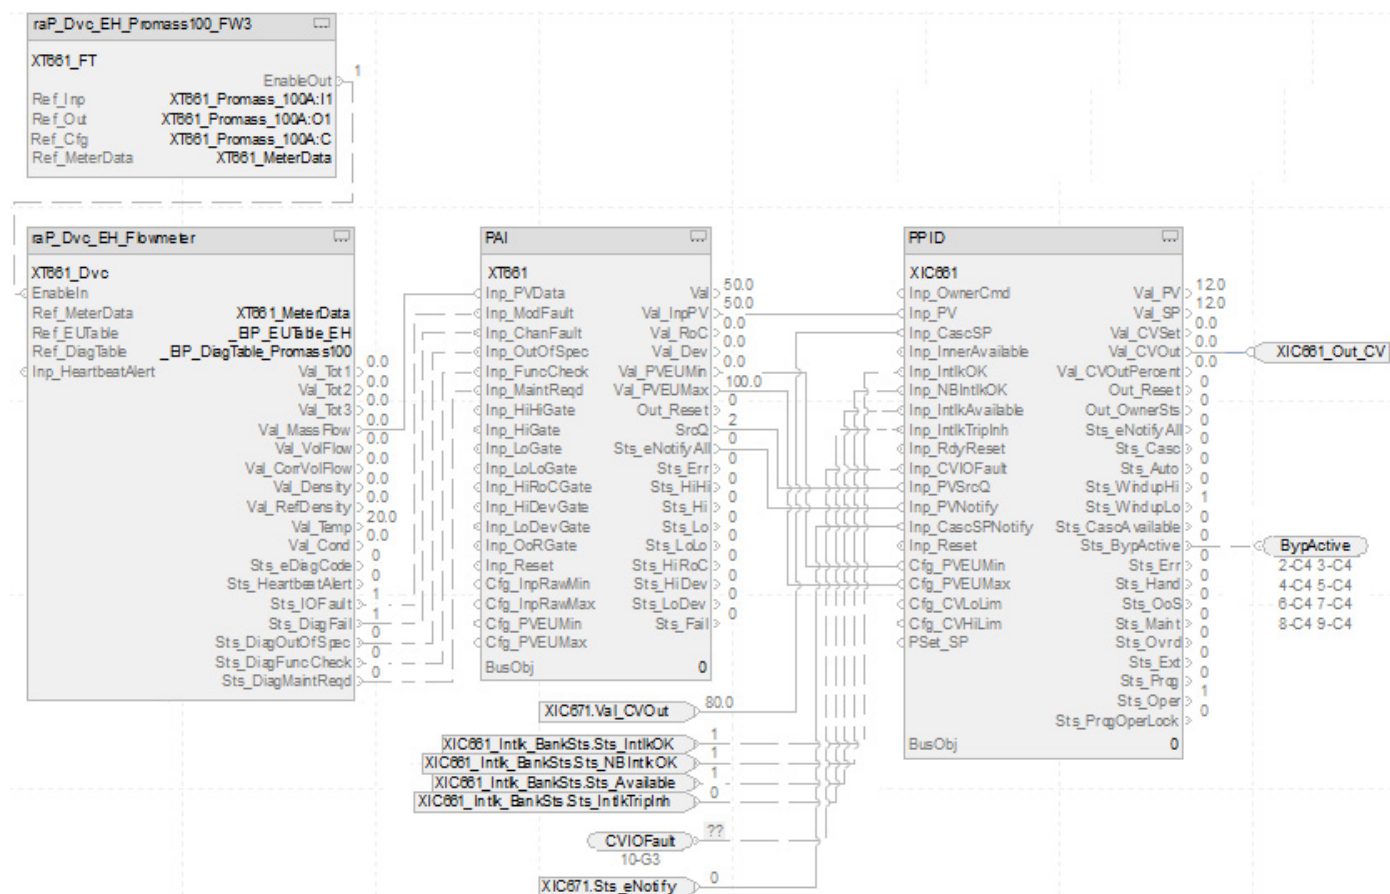 raP_Dvc_EH_Promass100_FW3
XT661_FT
EnableOut 1
Ref_Inp XT661_Promass_100A:I1
Ref_Out XT661_Promass_100A:O1
Ref_Cfg XT661_Promass_100A:C
Ref_MeterData XT661_MeterData
raP_Dvc_EH_Flowmeter
XT661_Dvc
EnableIn
Ref_MeterData XT661_MeterData
Ref_EUTable _EIP_EUTable_EH
Ref_DiagTable _EIP_DiagTable_Promass100
Inp_HeartbeatAlert
Val_Tot1 0.0
Val_Tot2 0.0
Val_Tot3 0.0
Val_MassFlow 0.0
Val_VolFlow 0.0
Val_CorrVolFlow 0.0
Val_Density 0.0
Val_RefDensity 0.0
Val_Temp 20.0
Val_Cond 0.0
Sts_eDiagCode 0
Sts_HeartbeatAlert 0
Sts_IOFault 1
Sts_DiagFail 1
Sts_DiagOutOfSpec 0
Sts_DiagFuncCheck 0
Sts_DiagMaintReqd 0
PAI
XT661
Inp_PVData Val 50.0
Inp_ModFault Val_InpPV 50.0
Inp_ChanFault Val_RoC 0.0
Inp_OutOfSpec Val_Dev 0.0
Inp_FuncCheck Val_PVEUMin 0.0
Inp_MaintReqd Val_PVEUMax 100.0
Inp_HiHiGate Out_Reset 0
Inp_HiGate SrcQ 2
Inp_LoGate Sts_eNotifyAll 0
Inp_LoLoGate Sts_Err 0
Inp_HiRoCGate Sts_HiHi 0
Inp_HiDevGate Sts_Hi 0
Inp_LoDevGate Sts_Lo 0
Inp_OoRGate Sts_LoLo 0
Inp_Reset Sts_HiRoC 0
Cfg_InpRawMin Sts_HiDev 0
Cfg_InpRawMax Sts_LoDev 0
Cfg_PVEUMin Sts_Fail 0
Cfg_PVEUMax
BusObj 0
PPID
XIC661
Inp_OwnerCmd Val_PV 12.0
Inp_PV Val_SP 12.0
Inp_CascSP Val_CVSet 0.0
Inp_InnerAvailable Val_CVOut 0.0
Inp_IntlkOK Val_CVOutPercent 0.0
Inp_NBIntlkOK Out_Reset 0
Inp_IntlkAvailable Out_OwnerSts 0
Inp_IntlkTripInh Sts_eNotifyAll 0
Inp_RdyReset Sts_Casc 0
Inp_CVIOFault Sts_Auto 0
Inp_PVSrcQ Sts_WindupHi 0
Inp_PVNotify Sts_WindupLo 1
Inp_CascSPNotify Sts_CascAvailable 0
Inp_Reset Sts_BypActive 0
Cfg_PVEUMin Sts_Err 0
Cfg_PVEUMax Sts_Hand 0
Cfg_CVLoLim Sts_OoS 0
Cfg_CVHiLim Sts_Maint 0
PSet_SP Sts_Ovrd 0
Sts_Ext 0
Sts_Prog 0
Sts_Oper 1
Sts_ProgOperLock 0
BusObj 0
XIC661_Out_CV
BypActive
2-C4 3-C4
4-C4 5-C4
6-C4 7-C4
8-C4 9-C4
XIC671.Val_CVOut 80.0
XIC661_Intlk_BankSts.Sts_IntlkOK 1
XIC661_Intlk_BankSts.Sts_NBIntlkOK 1
XIC661_Intlk_BankSts.Sts_Available 1
XIC661_Intlk_BankSts.Sts_IntlkTripInh 0
CVIOFault ??
10-G3
XIC671.Sts_eNotify 0